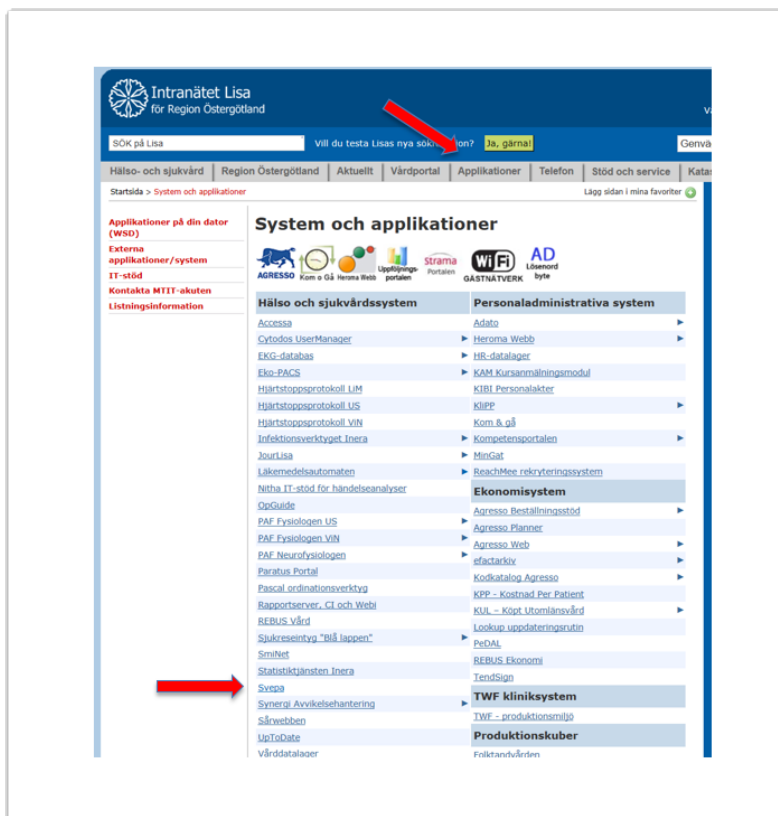 Intranätet Lisa
för Region Östergötland
SÖK på Lisa
Vill du testa Lisas nya sök
on?
Ja, gärna!
Genvä
Hälso- och sjukvård
Region Östergötland
Aktuellt
Vårdportal
Applikationer
Telefon
Stöd och service
Katas
Startsida > System och applikationer
Lägg sidan i mina favoriter
Applikationer på din dator
(WSD)
Externa
applikationer/system
IT-stöd
Kontakta MTIT-akuten
Listningsinformation
System och applikationer
AGRESSO
Kom o Gå
Heroma Webb
Uppföljnings-
portalen
strama
Portalen
WiFi
GÄSTNÄTVERK
AD
Lösenord
byte
Hälso och sjukvårdssystem
Accessa
Cytodos UserManager
EKG-databas
Eko-PACS
Hjärtstoppsprotokoll LiM
Hjärtstoppsprotokoll US
Hjärtstoppsprotokoll ViN
Infektionsverktyget Inera
JourLisa
Läkemedelsautomaten
Nitha IT-stöd för händelseanalyser
OpGuide
PAF Fysiologen US
PAF Fysiologen ViN
PAF Neurofysiologen
Paratus Portal
Pascal ordinationsverktyg
Rapportserver, CI och Webi
REBUS Vård
Sjukreseintyg "Blå lappen"
SmiNet
Statistiktjänsten Inera
Svepa
Synergi Avvikelsehantering
Sårwebben
UpToDate
Vårddatalager
Personaladministrativa system
Adato
Heroma Webb
HR-datalager
KAM Kursanmälningsmodul
KIBI Personalakter
KliPP
Kom & gå
Kompetensportalen
MinGat
ReachMee rekryteringssystem
Ekonomisystem
Agresso Beställningsstöd
Agresso Planner
Agresso Web
efactarkiv
Kodkatalog Agresso
KPP - Kostnad Per Patient
KUL - Köpt Utomlänsvård
Lookup uppdateringsrutin
PeDAL
REBUS Ekonomi
TendSign
TWF kliniksystem
TWF - produktionsmiljö
Produktionskuber
Folktandvården